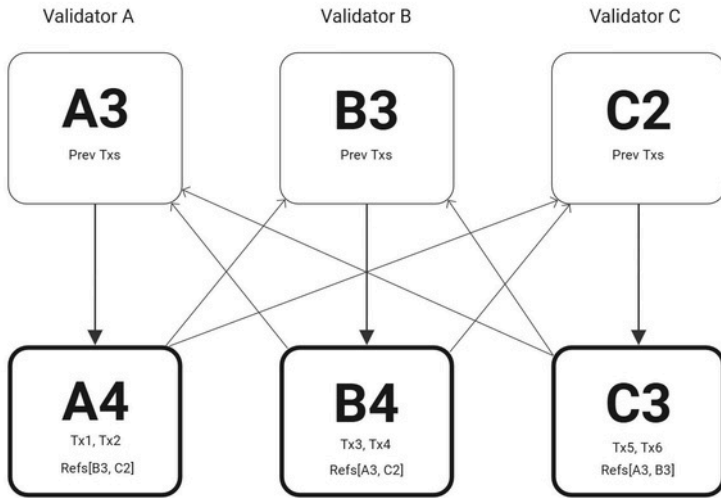 Validator A
Validator B
Validator C
A3
Prev Txs
B3
Prev Txs
C2
Prev Txs
A4
Tx1, Tx2
Refs[B3, C2]
B4
Tx3, Tx4
Refs[A3, C2]
C3
Tx5, Tx6
Refs[A3, B3]